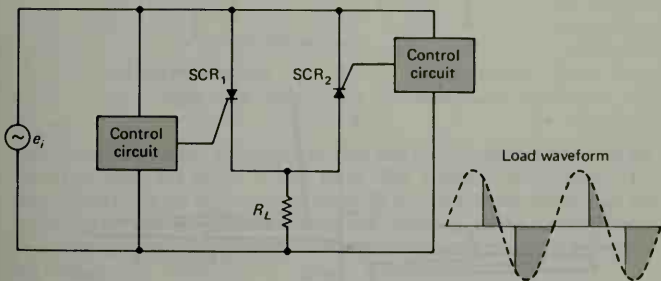 SCR1
SCR2
Control
circuit
Control
circuit
~
ei
RL
Load waveform